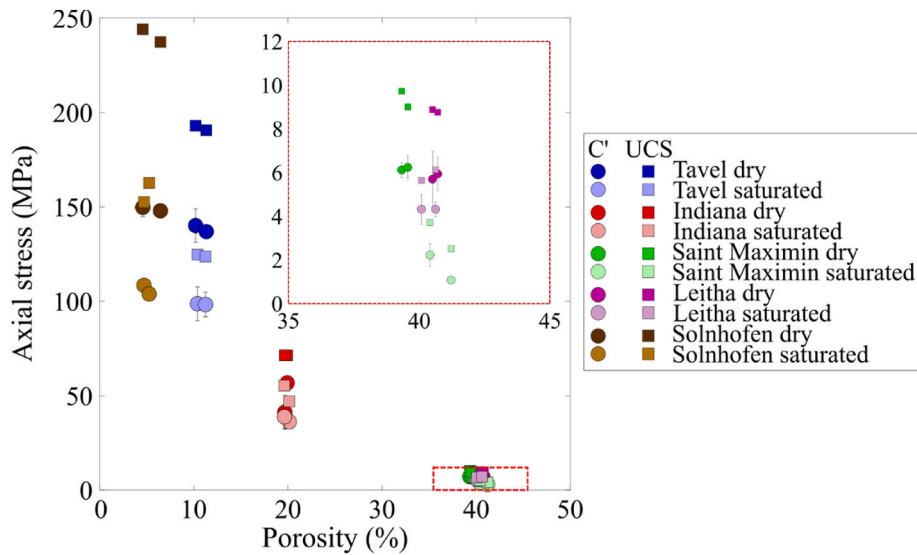 250
200
150
100
50
0
Axial stress (MPa)
0
10
20
30
40
50
Porosity (%)
12
10
8
6
4
2
0
35
40
45
C' UCS
Tavel dry
Tavel saturated
Indiana dry
Indiana saturated
Saint Maximin dry
Saint Maximin saturated
Leitha dry
Leitha saturated
Solnhofen dry
Solnhofen saturated